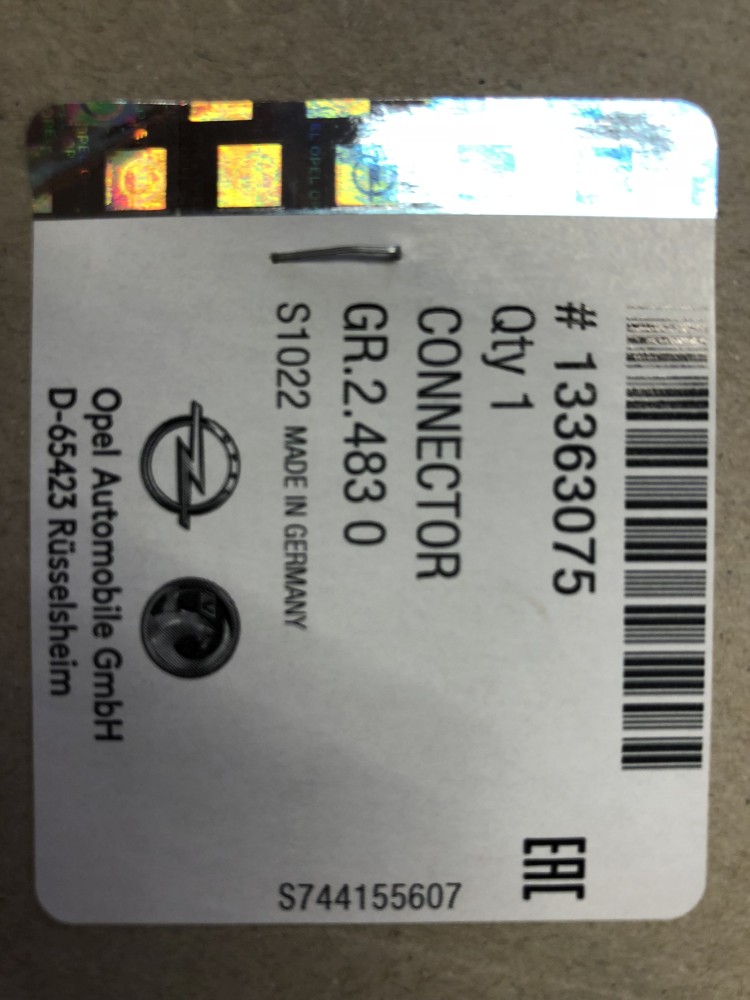 # 13363075
Qty 1
CONNECTOR
GR.2.483 0
S1022 MADE IN GERMANY
Opel Automobile GmbH
D-65423 Rüsselsheim
EAC
S744155607